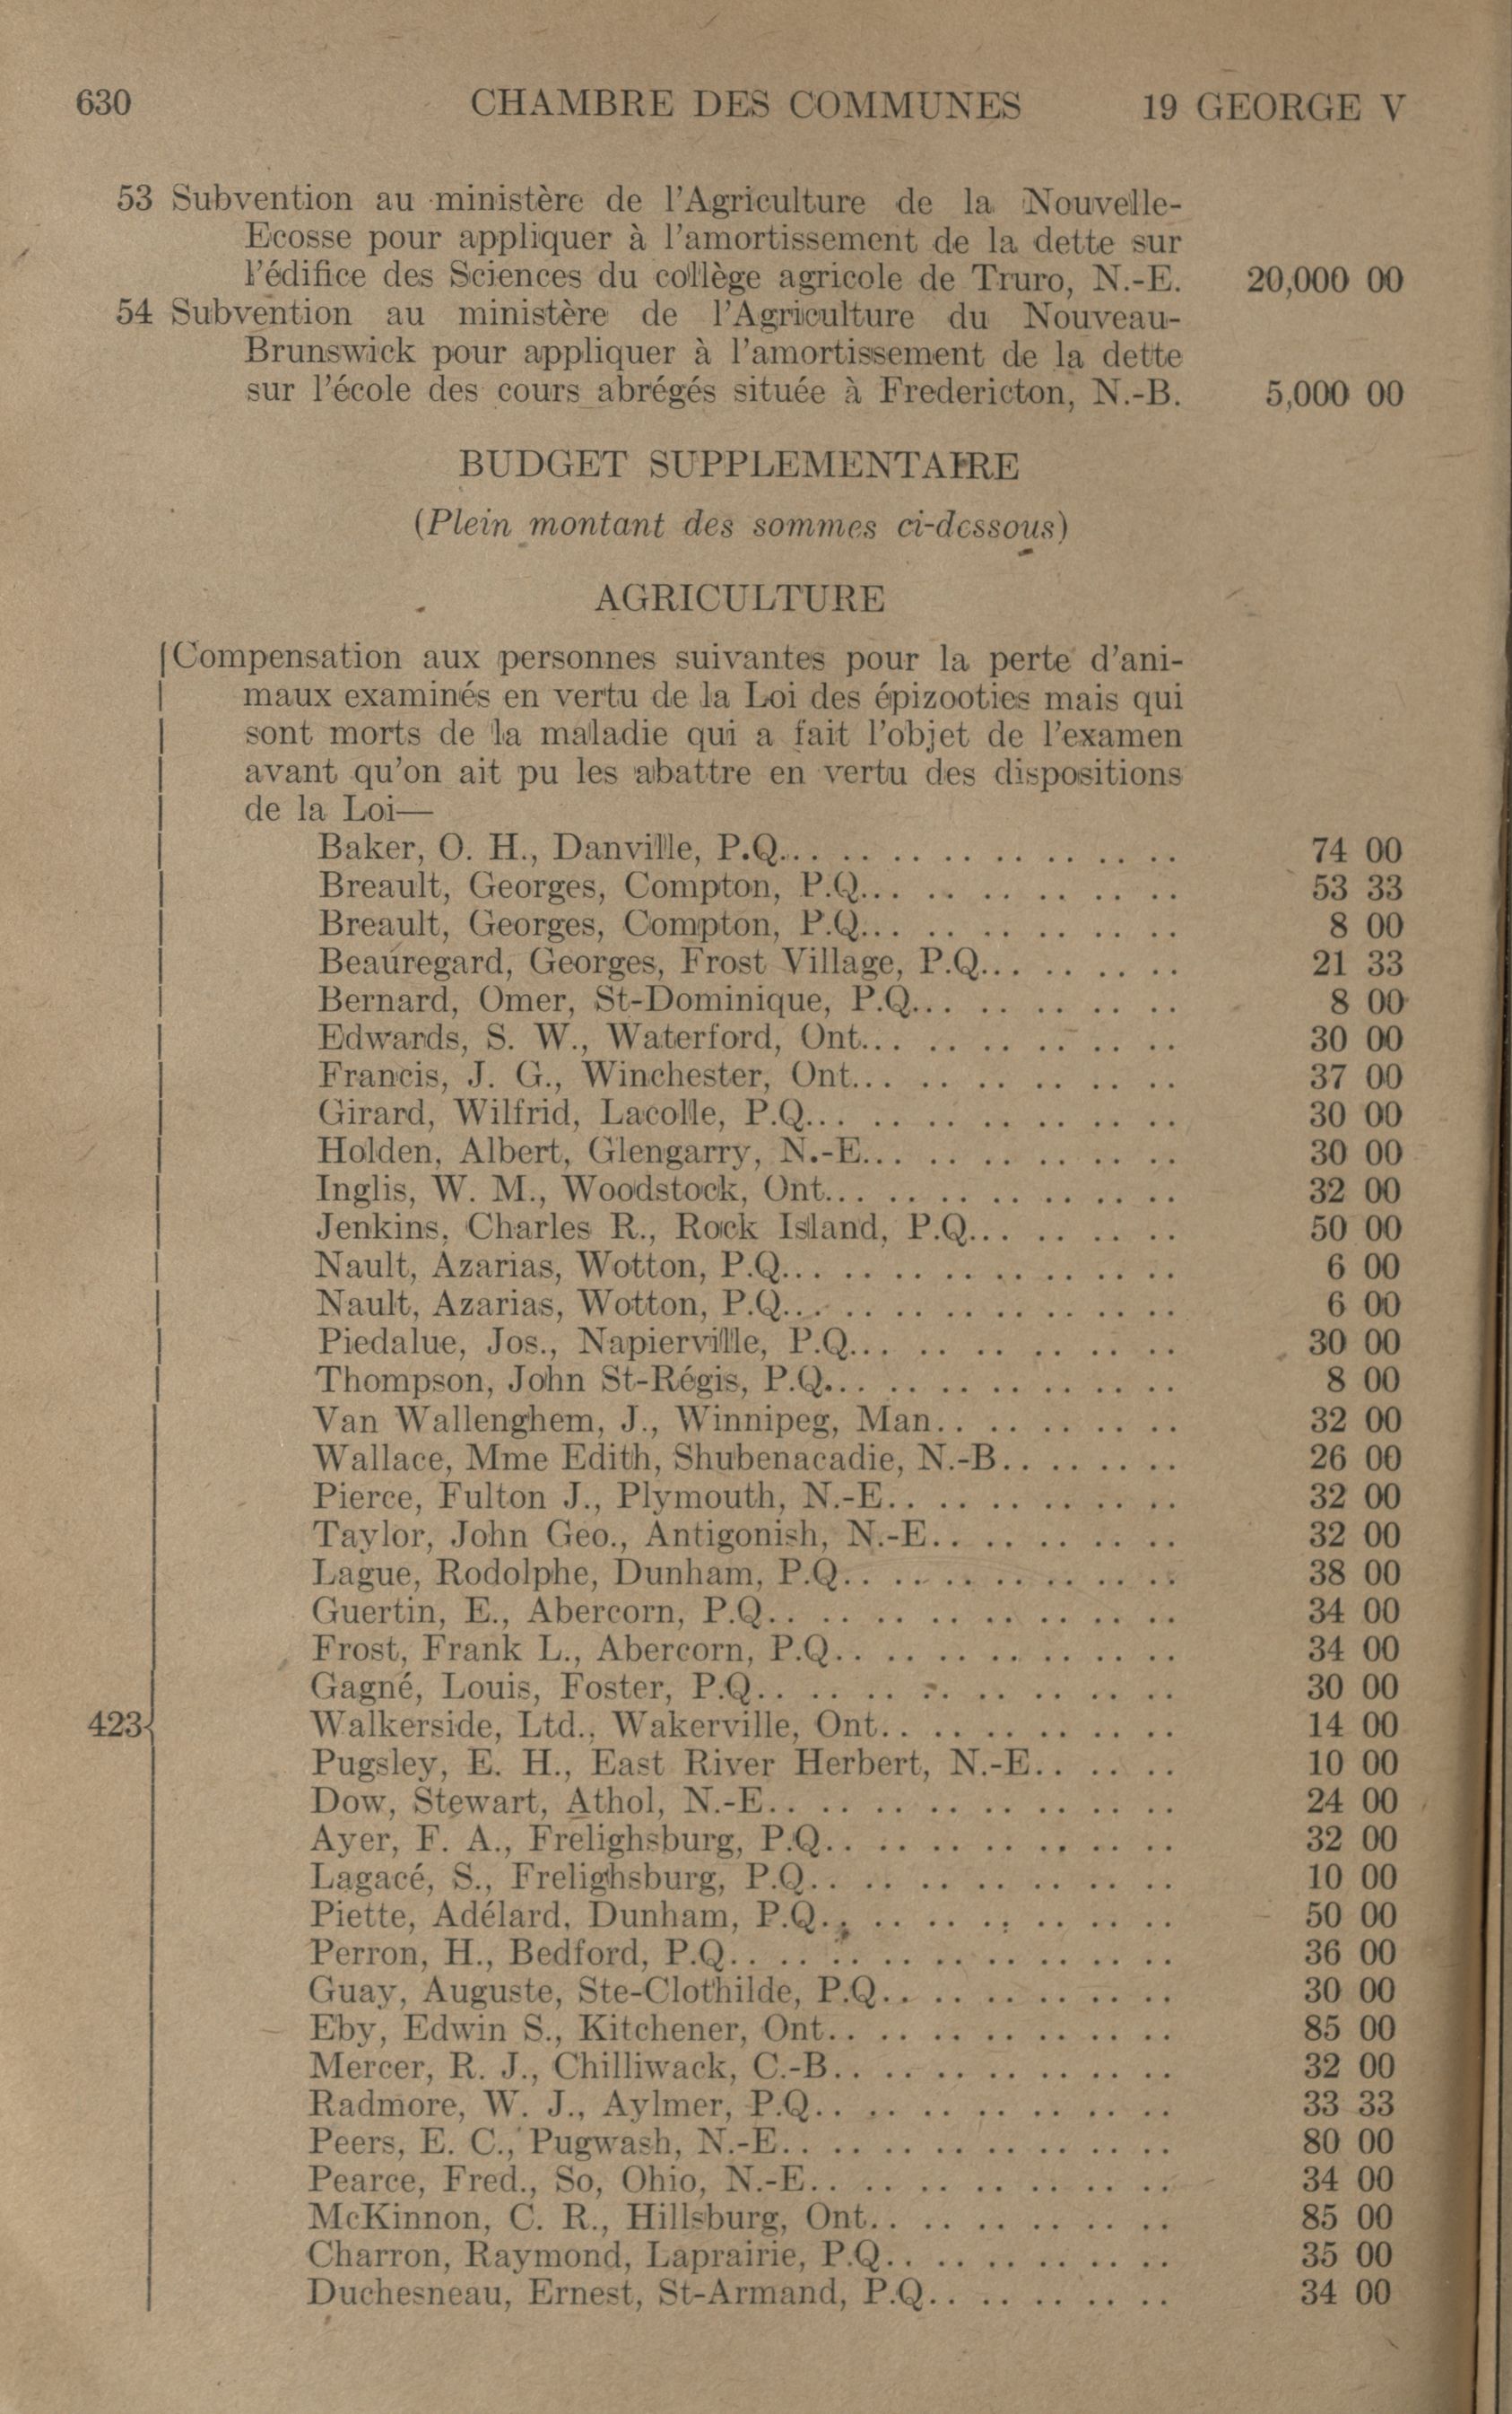 630 CHAMBRE DES COMMUNES 19 GEORGE V
53 Subvention au ministère de l'Agriculture de la Nouvelle-
Ecosse pour appliquer à l'amortissement de la dette sur
l'édifice des Sciences du collège agricole de Truro, N.-E. 20,000 00
54 Subvention au ministère de l'Agriculture du Nouveau-
Brunswick pour appliquer à l'amortissement de la dette
sur l'école des cours abrégés située à Fredericton, N.-B. 5,000 00
BUDGET SUPPLEMENTAIRE
(Plein montant des sommes ci-dessous)
AGRICULTURE
Compensation aux personnes suivantes pour la perte d'ani-
maux examinés en vertu de la Loi des épizooties mais qui
sont morts de la maladie qui a fait l'objet de l'examen
avant qu'on ait pu les abattre en vertu des dispositions
de la Loi—
Baker, O. H., Danville, P.Q. 74 00
Breault, Georges, Compton, P.Q. 53 33
Breault, Georges, Compton, P.Q. 8 00
Beauregard, Georges, Frost Village, P.Q. 21 33
Bernard, Omer, St-Dominique, P.Q. 8 00
Edwards, S. W., Waterford, Ont. 30 00
Francis, J. G., Winchester, Ont. 37 00
Girard, Wilfrid, Lacolle, P.Q. 30 00
Holden, Albert, Glengarry, N.-E. 30 00
Inglis, W. M., Woodstock, Ont. 32 00
Jenkins, Charles R., Rock Island, P.Q. 50 00
Nault, Azarias, Wotton, P.Q. 6 00
Nault, Azarias, Wotton, P.Q. 6 00
Piedalue, Jos., Napierville, P.Q. 30 00
Thompson, John St-Régis, P.Q. 8 00
Van Wallenghem, J., Winnipeg, Man. 32 00
Wallace, Mme Edith, Shubenacadie, N.-B. 26 00
Pierce, Fulton J., Plymouth, N.-E. 32 00
Taylor, John Geo., Antigonish, N.-E. 32 00
Lague, Rodolphe, Dunham, P.Q. 38 00
Guertin, E., Abercorn, P.Q. 34 00
Frost, Frank L., Abercorn, P.Q. 34 00
Gagné, Louis, Foster, P.Q. 30 00
423 Walkerside, Ltd., Wakerville, Ont. 14 00
Pugsley, E. H., East River Herbert, N.-E. 10 00
Dow, Stewart, Athol, N.-E. 24 00
Ayer, F. A., Frelighsburg, P.Q. 32 00
Lagacé, S., Frelighsburg, P.Q. 10 00
Piette, Adélard, Dunham, P.Q. 50 00
Perron, H., Bedford, P.Q. 36 00
Guay, Auguste, Ste-Clothilde, P.Q. 30 00
Eby, Edwin S., Kitchener, Ont. 85 00
Mercer, R. J., Chilliwack, C.-B. 32 00
Radmore, W. J., Aylmer, P.Q. 33 33
Peers, E. C., Pugwash, N.-E. 80 00
Pearce, Fred., So, Ohio, N.-E. 34 00
McKinnon, C. R., Hillsburg, Ont. 85 00
Charron, Raymond, Laprairie, P.Q. 35 00
Duchesneau, Ernest, St-Armand, P.Q. 34 00